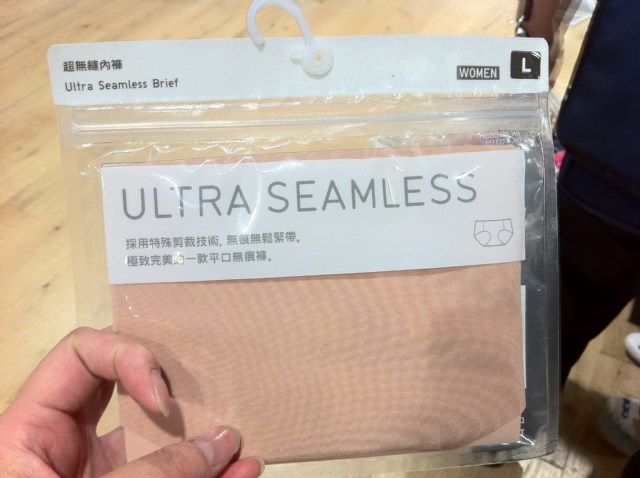 超無縫內褲
Ultra Seamless Brief
WOMEN
L
ULTRA SEAMLESS
採用特殊剪裁技術, 無痕無鬆緊帶。
極致完美的一款平口無痕褲。